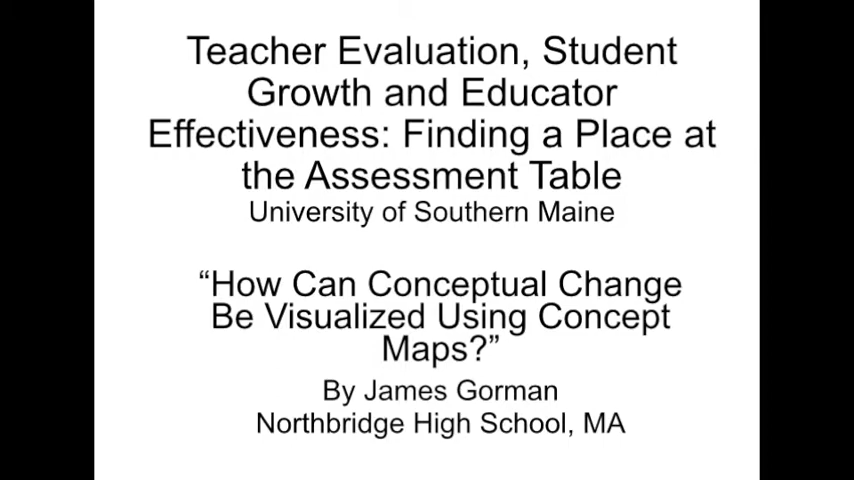 Teacher Evaluation, Student
Growth and Educator
Effectiveness: Finding a Place at
the Assessment Table
University of Southern Maine
“How Can Conceptual Change
Be Visualized Using Concept
Maps?”
By James Gorman
Northbridge High School, MA